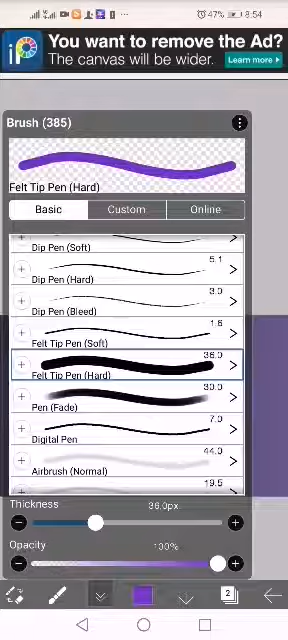 47% 8:54
You want to remove the Ad?
The canvas will be wider. Learn more
Brush (385)
Felt Tip Pen (Hard)
Basic Custom Online
Dip Pen (Soft)
5.1
Dip Pen (Hard)
3.0
Dip Pen (Bleed)
1.6
Felt Tip Pen (Soft)
36.0
Felt Tip Pen (Hard)
30.0
Pen (Fade)
7.0
Digital Pen
44.0
Airbrush (Normal)
19.5
Thickness 36.0px
Opacity 100%
2